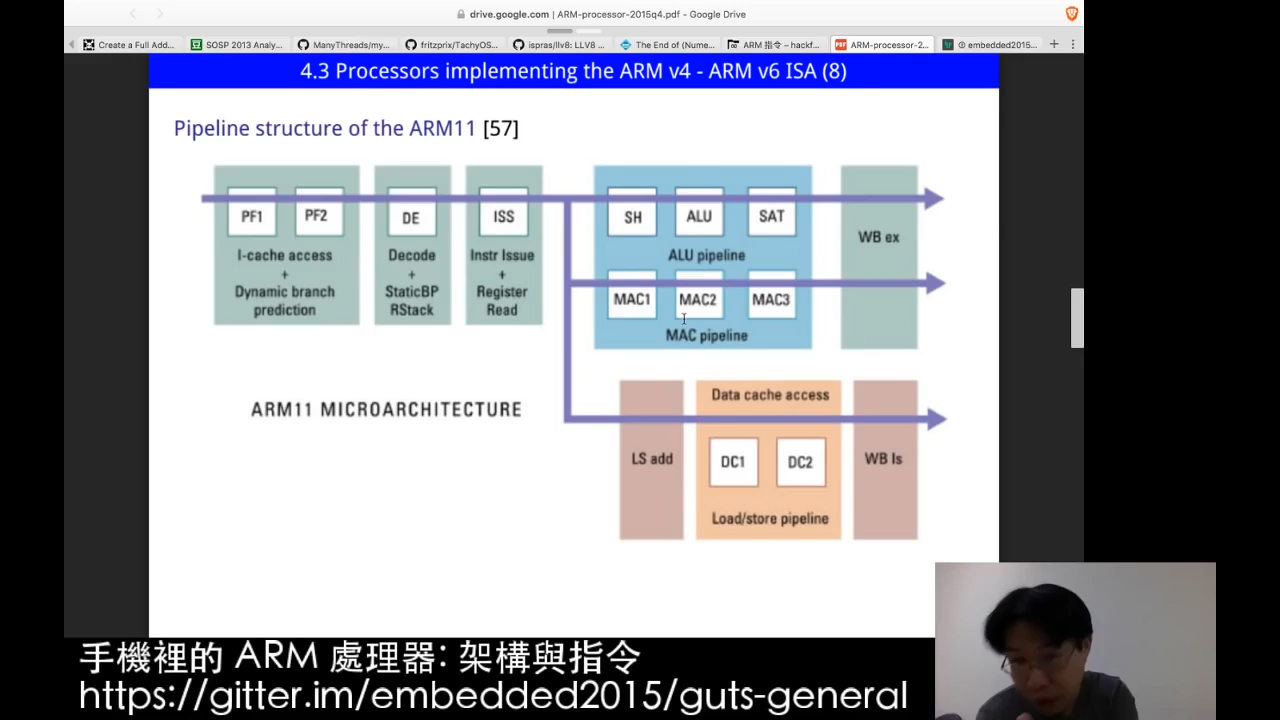 drive.google.com | ARM-processor-2015q4.pdf - Google Drive
Create a Full Add...
SOSP 2013 Analy...
ManyThreads/my...
fritzprix/TachyOS...
ispras/llv8: LLV8 ...
The End of (Nume...
ARM 指令 – hackf...
ARM-processor-2...
embedded2015...
4.3 Processors implementing the ARM v4 - ARM v6 ISA (8)
Pipeline structure of the ARM11 [57]
PF1 PF2 DE ISS SH ALU SAT
WB ex
I-cache access
+
Dynamic branch
prediction
Decode
+
StaticBP
RStack
Instr Issue
+
Register
Read
ALU pipeline
MAC1 MAC2 MAC3
MAC pipeline
ARM11 MICROARCHITECTURE
Data cache access
LS add DC1 DC2 WB ls
Load/store pipeline
手機裡的 ARM 處理器: 架構與指令
https://gitter.im/embedded2015/guts-general